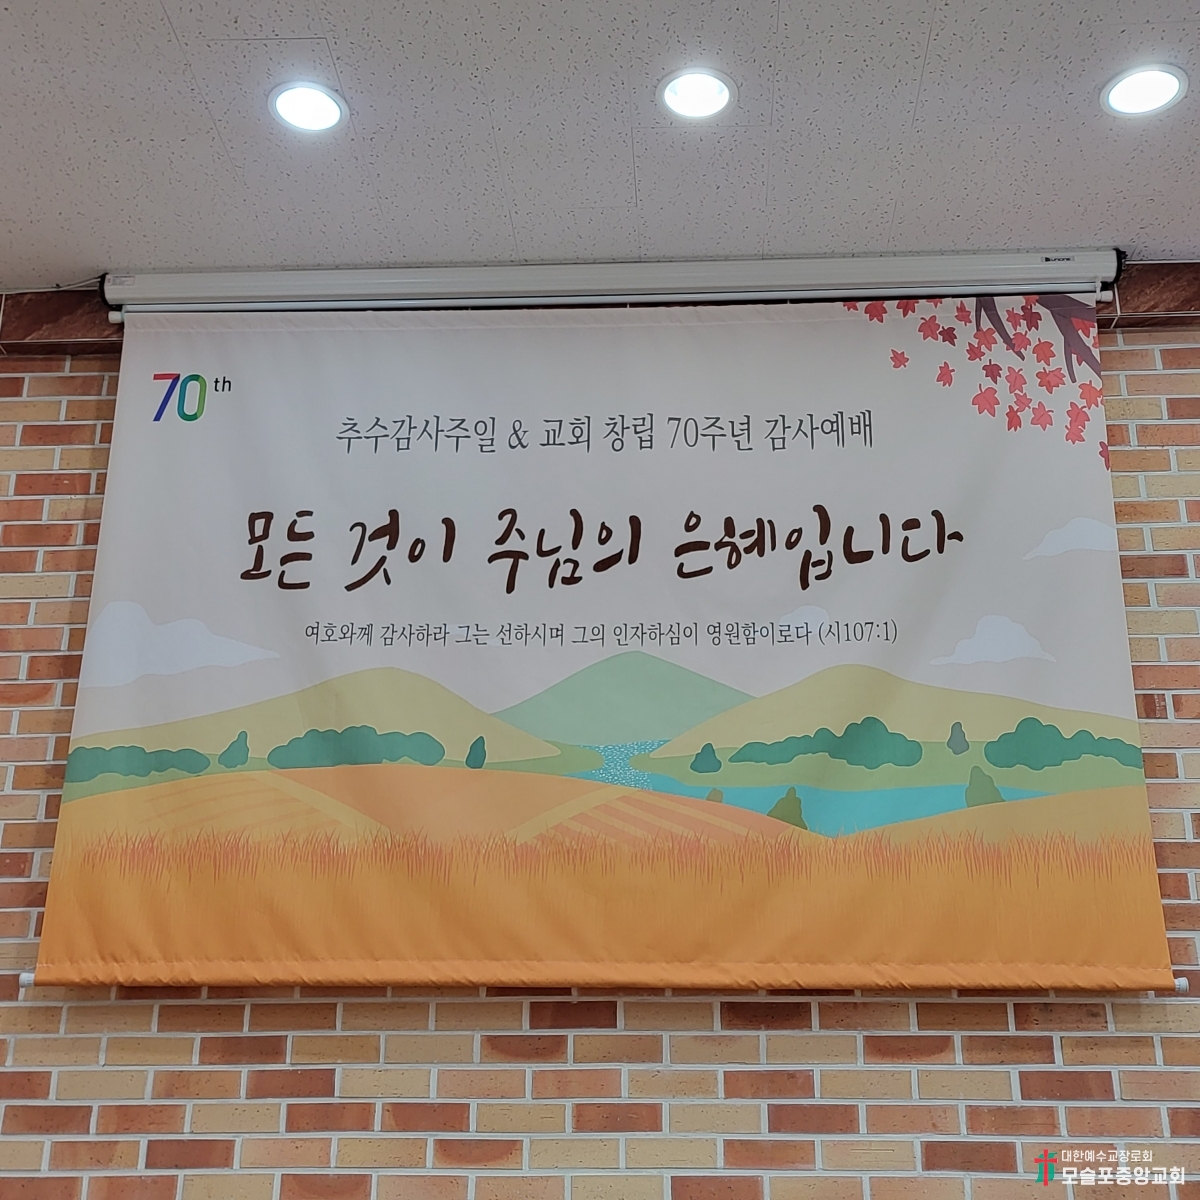 70th
추수감사주일 & 교회 창립 70주년 감사예배
모든 것이 주님의 은혜입니다
여호와께 감사하라 그는 선하시며 그의 인자하심이 영원함이로다 (시107:1)
대한예수교장로회
모슬포중앙교회